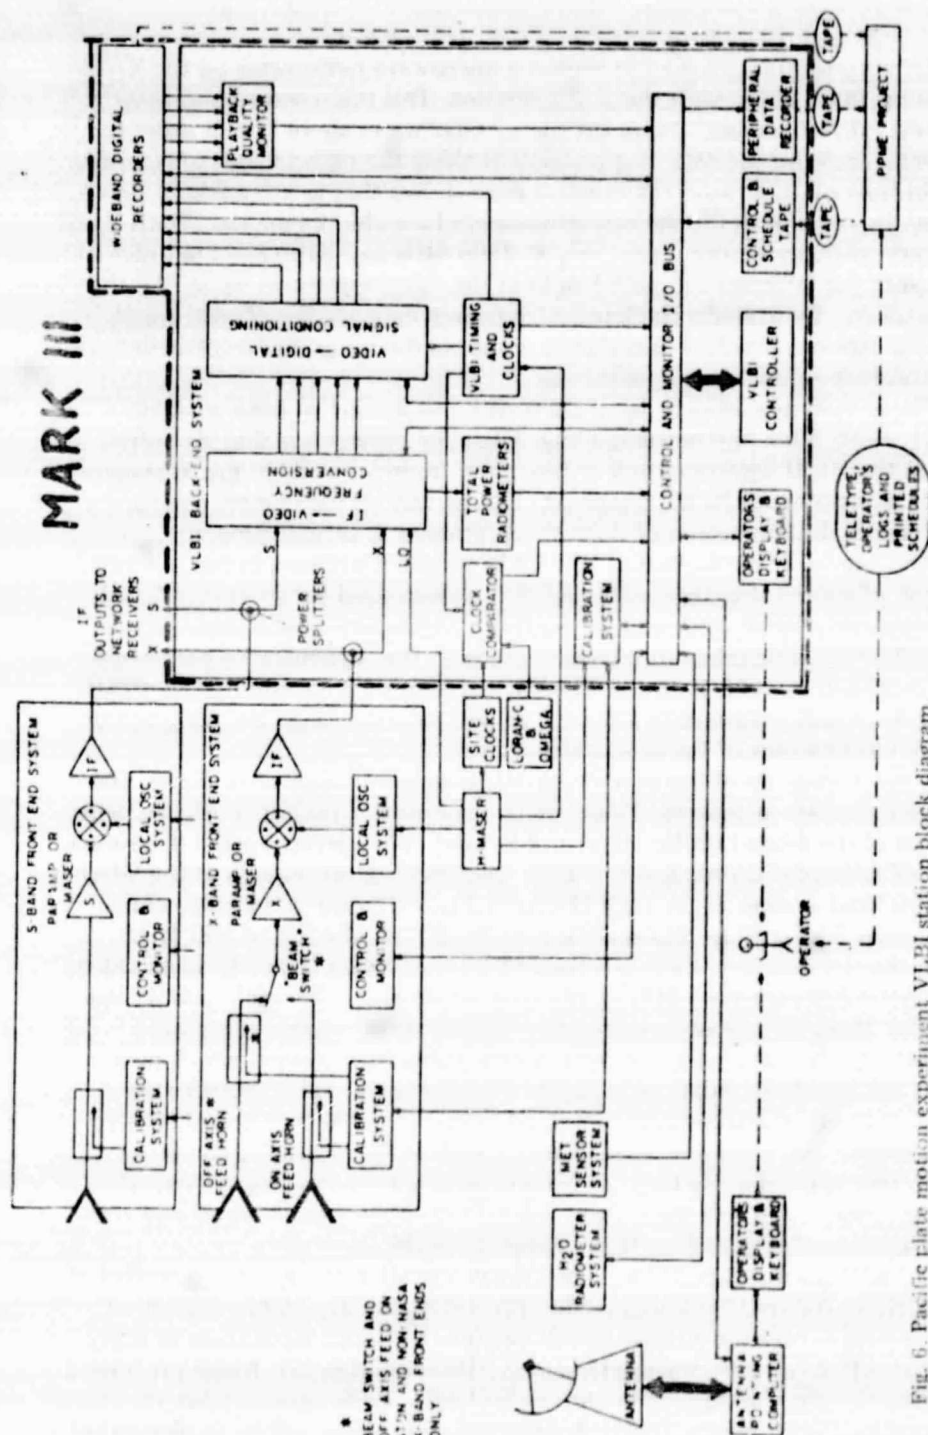 MARK III
IF
OUTPUTS TO
NETWORK
RECEIVERS
X
S
WIDEBAND DIGITAL
RECORDERS
PLAYBACK
QUALITY
MONITOR
VLBI BACK-END SYSTEM
POWER
SPLITTERS
S
X
LO
IF - VIDEO
FREQUENCY
CONVERSION
VIDEO - DIGITAL
SIGNAL CONDITIONING
TOTAL
POWER
RADIOMETERS
VLBI TIMING
AND
CLOCKS
CLOCK
COMPERATOR
CALIBRATION
SYSTEM
CONTROL AND MONITOR I/O BUS
OPERATORS
DISPLAY &
KEYBOARD
VLBI
CONTROLLER
CONTROL &
SCHEDULE
TAPE
PERIPHERAL
DATA
RECORDER
TAPE
TAPE
TAPE
PPME PROJECT
TELETYPE
OPERATOR'S
LOGS AND
PRINTED
SCHEDULES
S-BAND FRONT END SYSTEM
PARAMP OR
MASER
S
IF
CALIBRATION
SYSTEM
CONTROL &
MONITOR
LOCAL OSC
SYSTEM
X-BAND FRONT END SYSTEM
PARAMP OR
MASER
X
IF
OFF AXIS *
FEED HORN
ON AXIS
FEED HORN
"BEAM
SWITCH"
*
CALIBRATION
SYSTEM
CONTROL &
MONITOR
LOCAL OSC
SYSTEM
H-MASER
SITE
CLOCKS
LORAN-C
&
OMEGA
MET
SENSOR
SYSTEM
H2O
RADIOMETER
SYSTEM
OPERATOR
OPERATORS
DISPLAY &
KEYBOARD
ANTENNA
POINTING
COMPUTER
*
BEAM SWITCH AND
OFF AXIS FEED ON
AND NON-NASA
X-BAND FRONT ENDS
ONLY
Fig. 6. Pacific plate motion experiment VLBI station block diagram